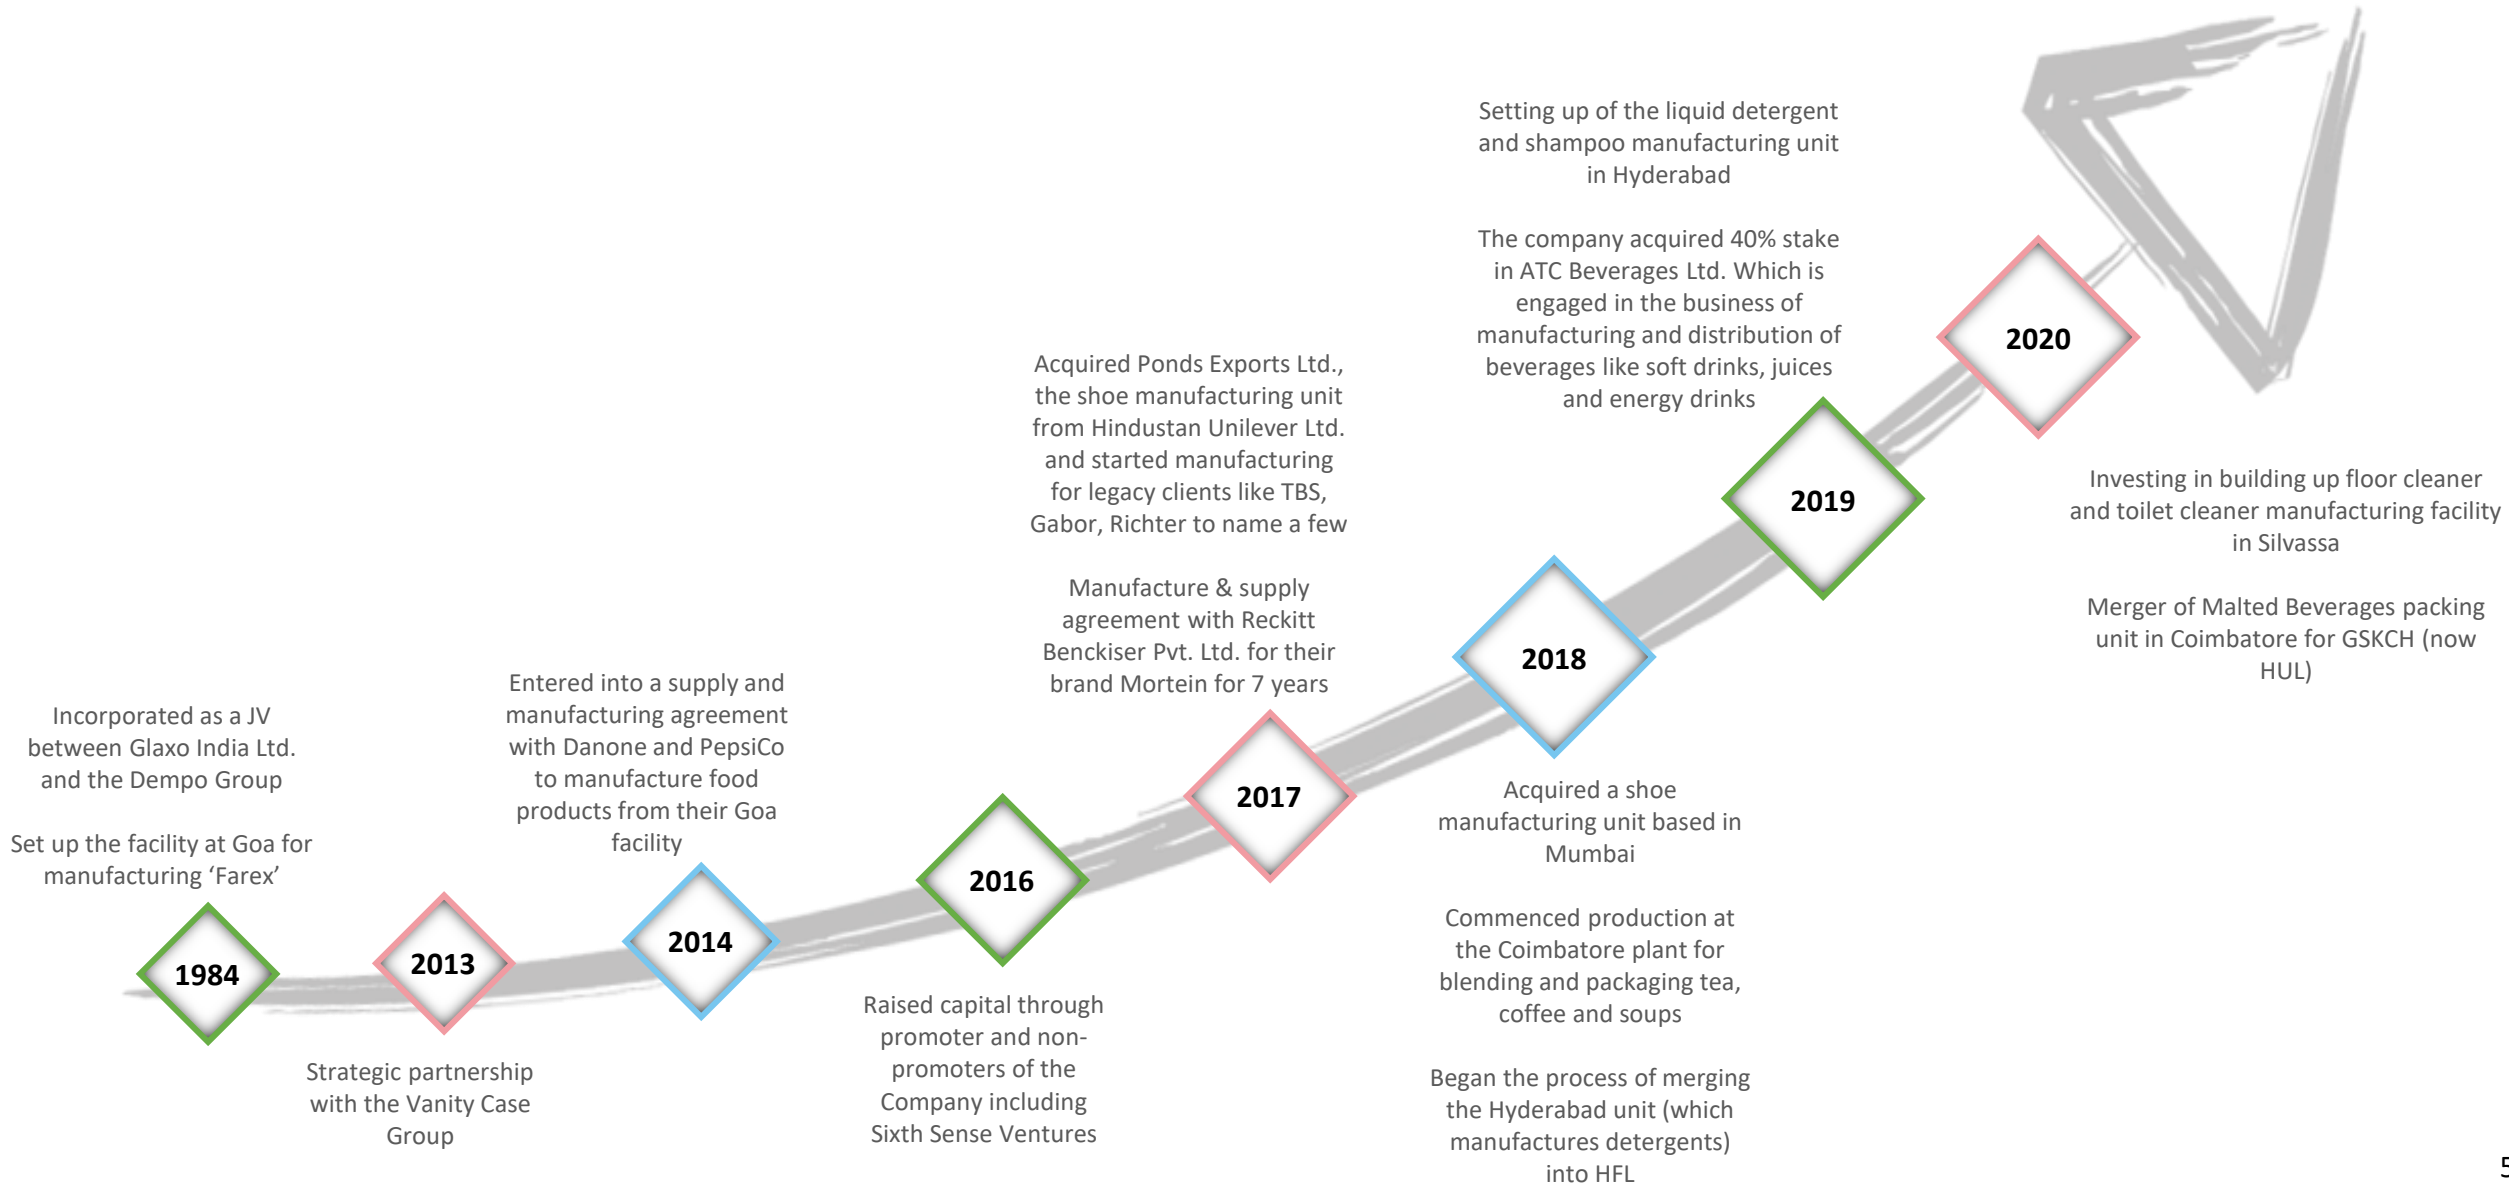 Incorporated as a JV
between Glaxo India Ltd.
and the Dempo Group
Set up the facility at Goa for
manufacturing ‘Farex’
1984
2013
Strategic partnership
with the Vanity Case
Group
Entered into a supply and
manufacturing agreement
with Danone and PepsiCo
to manufacture food
products from their Goa
facility
2014
2016
Raised capital through
promoter and non-
promoters of the
Company including
Sixth Sense Ventures
Acquired Ponds Exports Ltd.,
the shoe manufacturing unit
from Hindustan Unilever Ltd.
and started manufacturing
for legacy clients like TBS,
Gabor, Richter to name a few
Manufacture & supply
agreement with Reckitt
Benckiser Pvt. Ltd. for their
brand Mortein for 7 years
2017
2018
Acquired a shoe
manufacturing unit based in
Mumbai
Commenced production at
the Coimbatore plant for
blending and packaging tea,
coffee and soups
Began the process of merging
the Hyderabad unit (which
manufactures detergents)
into HFL
Setting up of the liquid detergent
and shampoo manufacturing unit
in Hyderabad
The company acquired 40% stake
in ATC Beverages Ltd. Which is
engaged in the business of
manufacturing and distribution of
beverages like soft drinks, juices
and energy drinks
2019
2020
Investing in building up floor cleaner
and toilet cleaner manufacturing facility
in Silvassa
Merger of Malted Beverages packing
unit in Coimbatore for GSKCH (now
HUL)
5